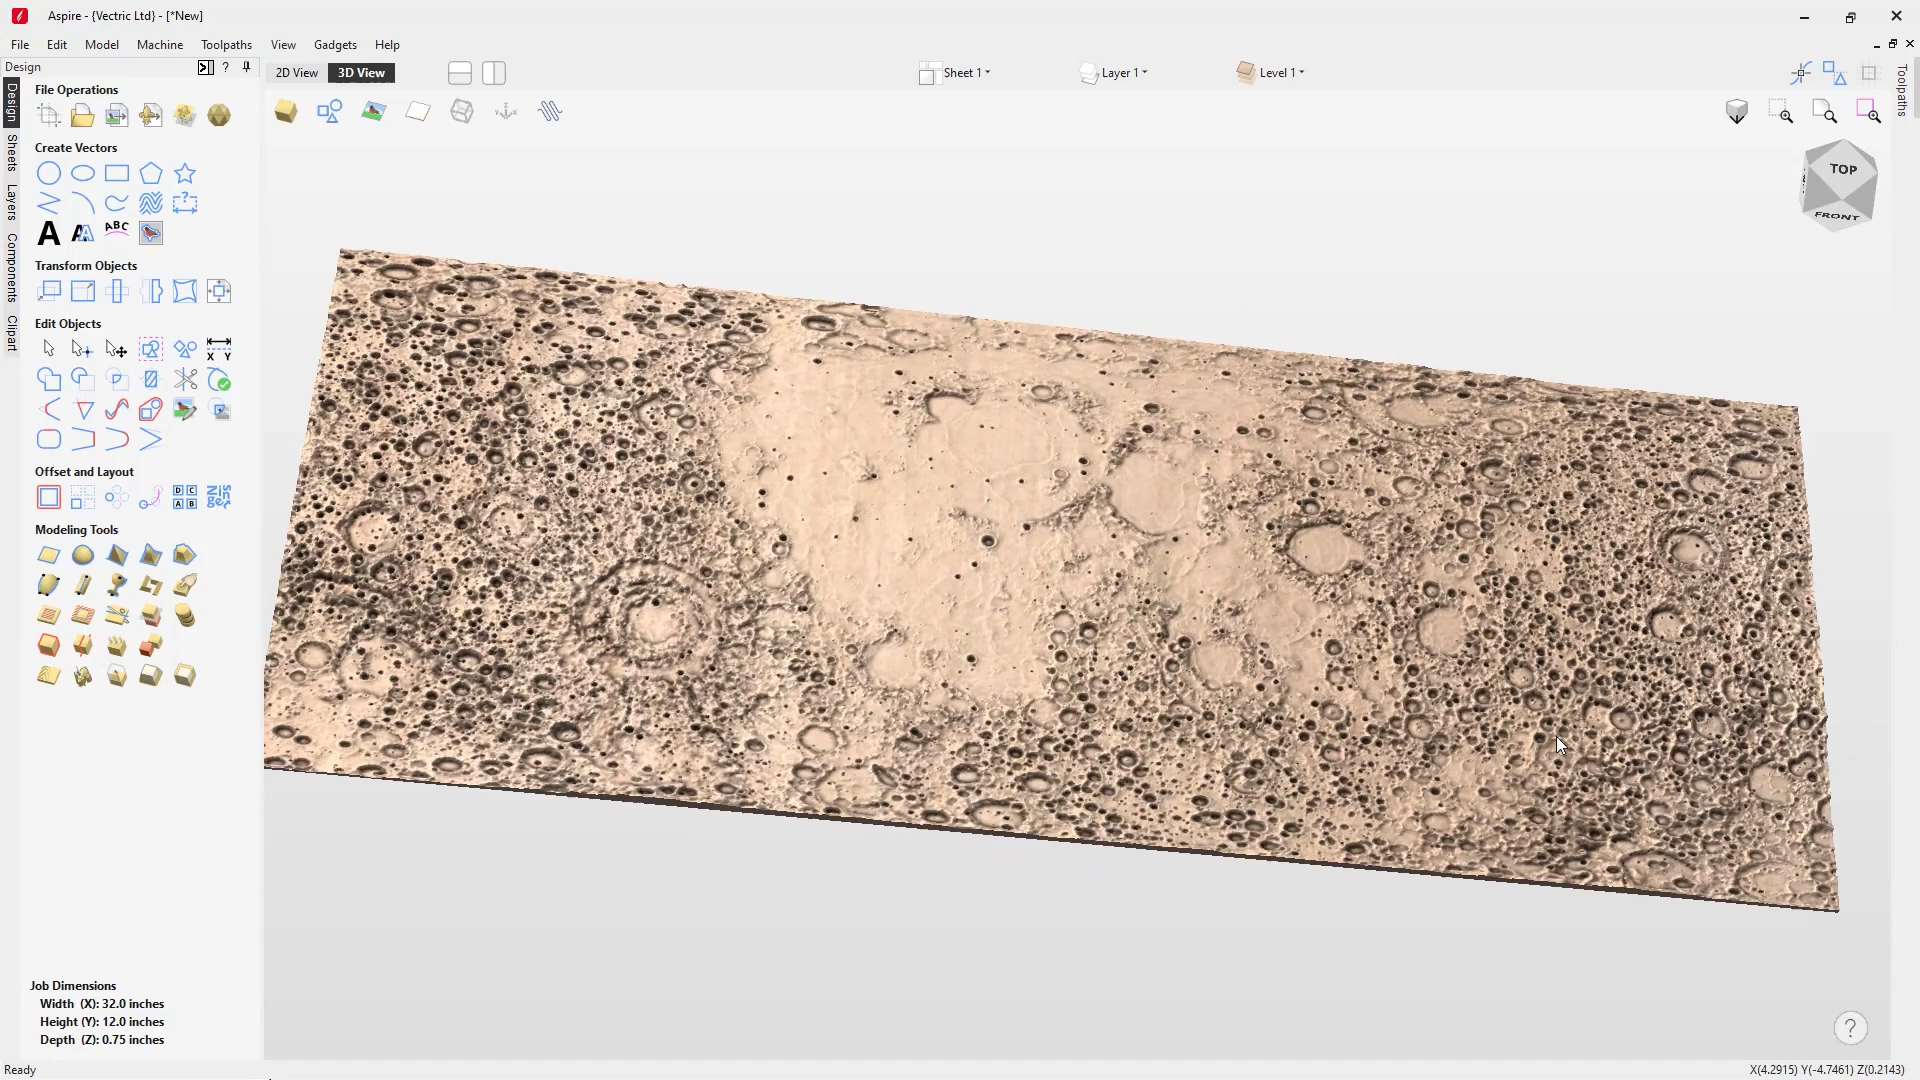 Aspire - {Vectric Ltd} - [*New]
File Edit Model Machine Toolpaths View Gadgets Help
Design ?
2D View 3D View Sheet 1 Layer 1 Level 1
Design
Sheets
Layers
Components
Clipart
Toolpaths
File Operations
Create Vectors
A A ABC
Transform Objects
Edit Objects
X Y
Offset and Layout
D C
A B
Modeling Tools
TOP
FRONT
Job Dimensions
Width (X): 32.0 inches
Height (Y): 12.0 inches
Depth (Z): 0.75 inches
?
Ready
X(4.2915) Y(-4.7461) Z(0.2143)